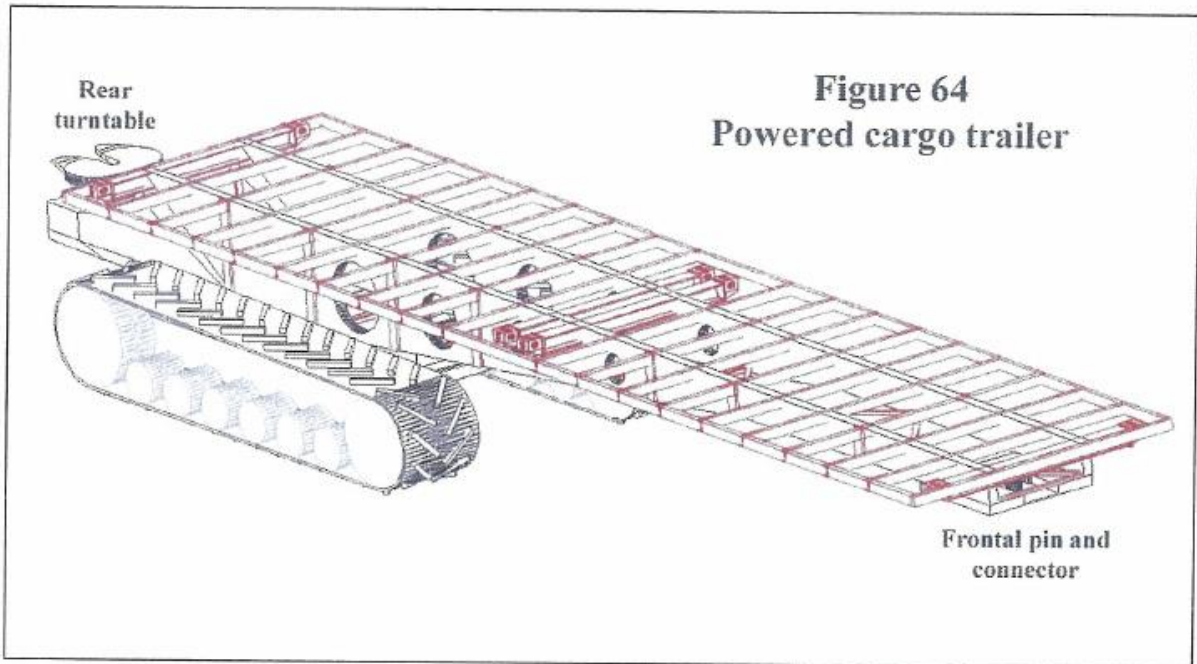 Rear
turntable
Figure 64
Powered cargo trailer
Frontal pin and
connector